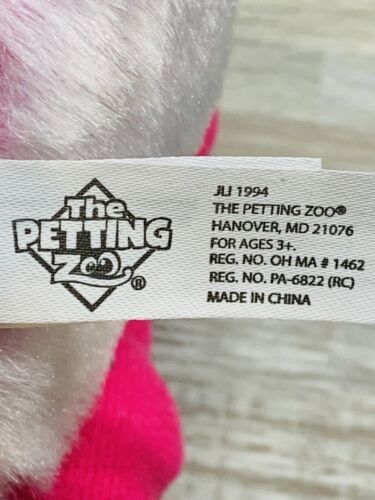 The
PETTING
ZOO®
JLI 1994
THE PETTING ZOO®
HANOVER, MD 21076
FOR AGES 3+.
REG. NO. OH MA # 1462
REG. NO. PA-6822 (RC)
MADE IN CHINA